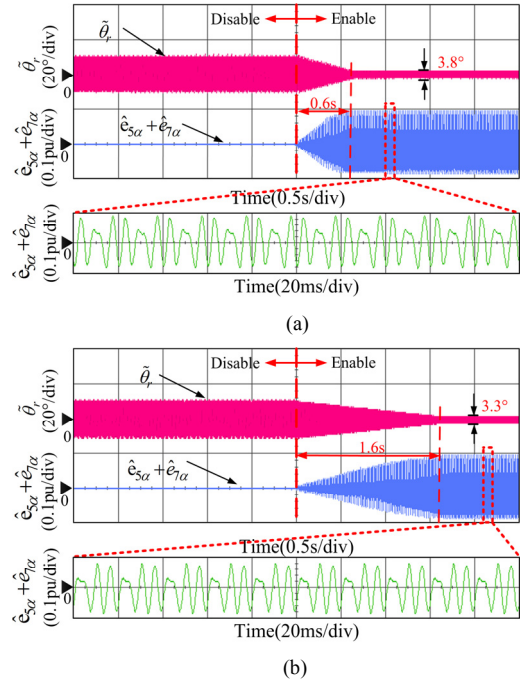 Disable
Enable
θ̃r
θ̃r
(20°/div)
0
3.8°
0.6s
ê5α+ê7α
ê5α+ê7α
(0.1pu/div)
0
Time(0.5s/div)
ê5α+ê7α
(0.1pu/div)
0
Time(20ms/div)
(a)
Disable
Enable
θ̃r
θ̃r
(20°/div)
0
3.3°
1.6s
ê5α+ê7α
ê5α+ê7α
(0.1pu/div)
0
Time(0.5s/div)
ê5α+ê7α
(0.1pu/div)
0
Time(20ms/div)
(b)